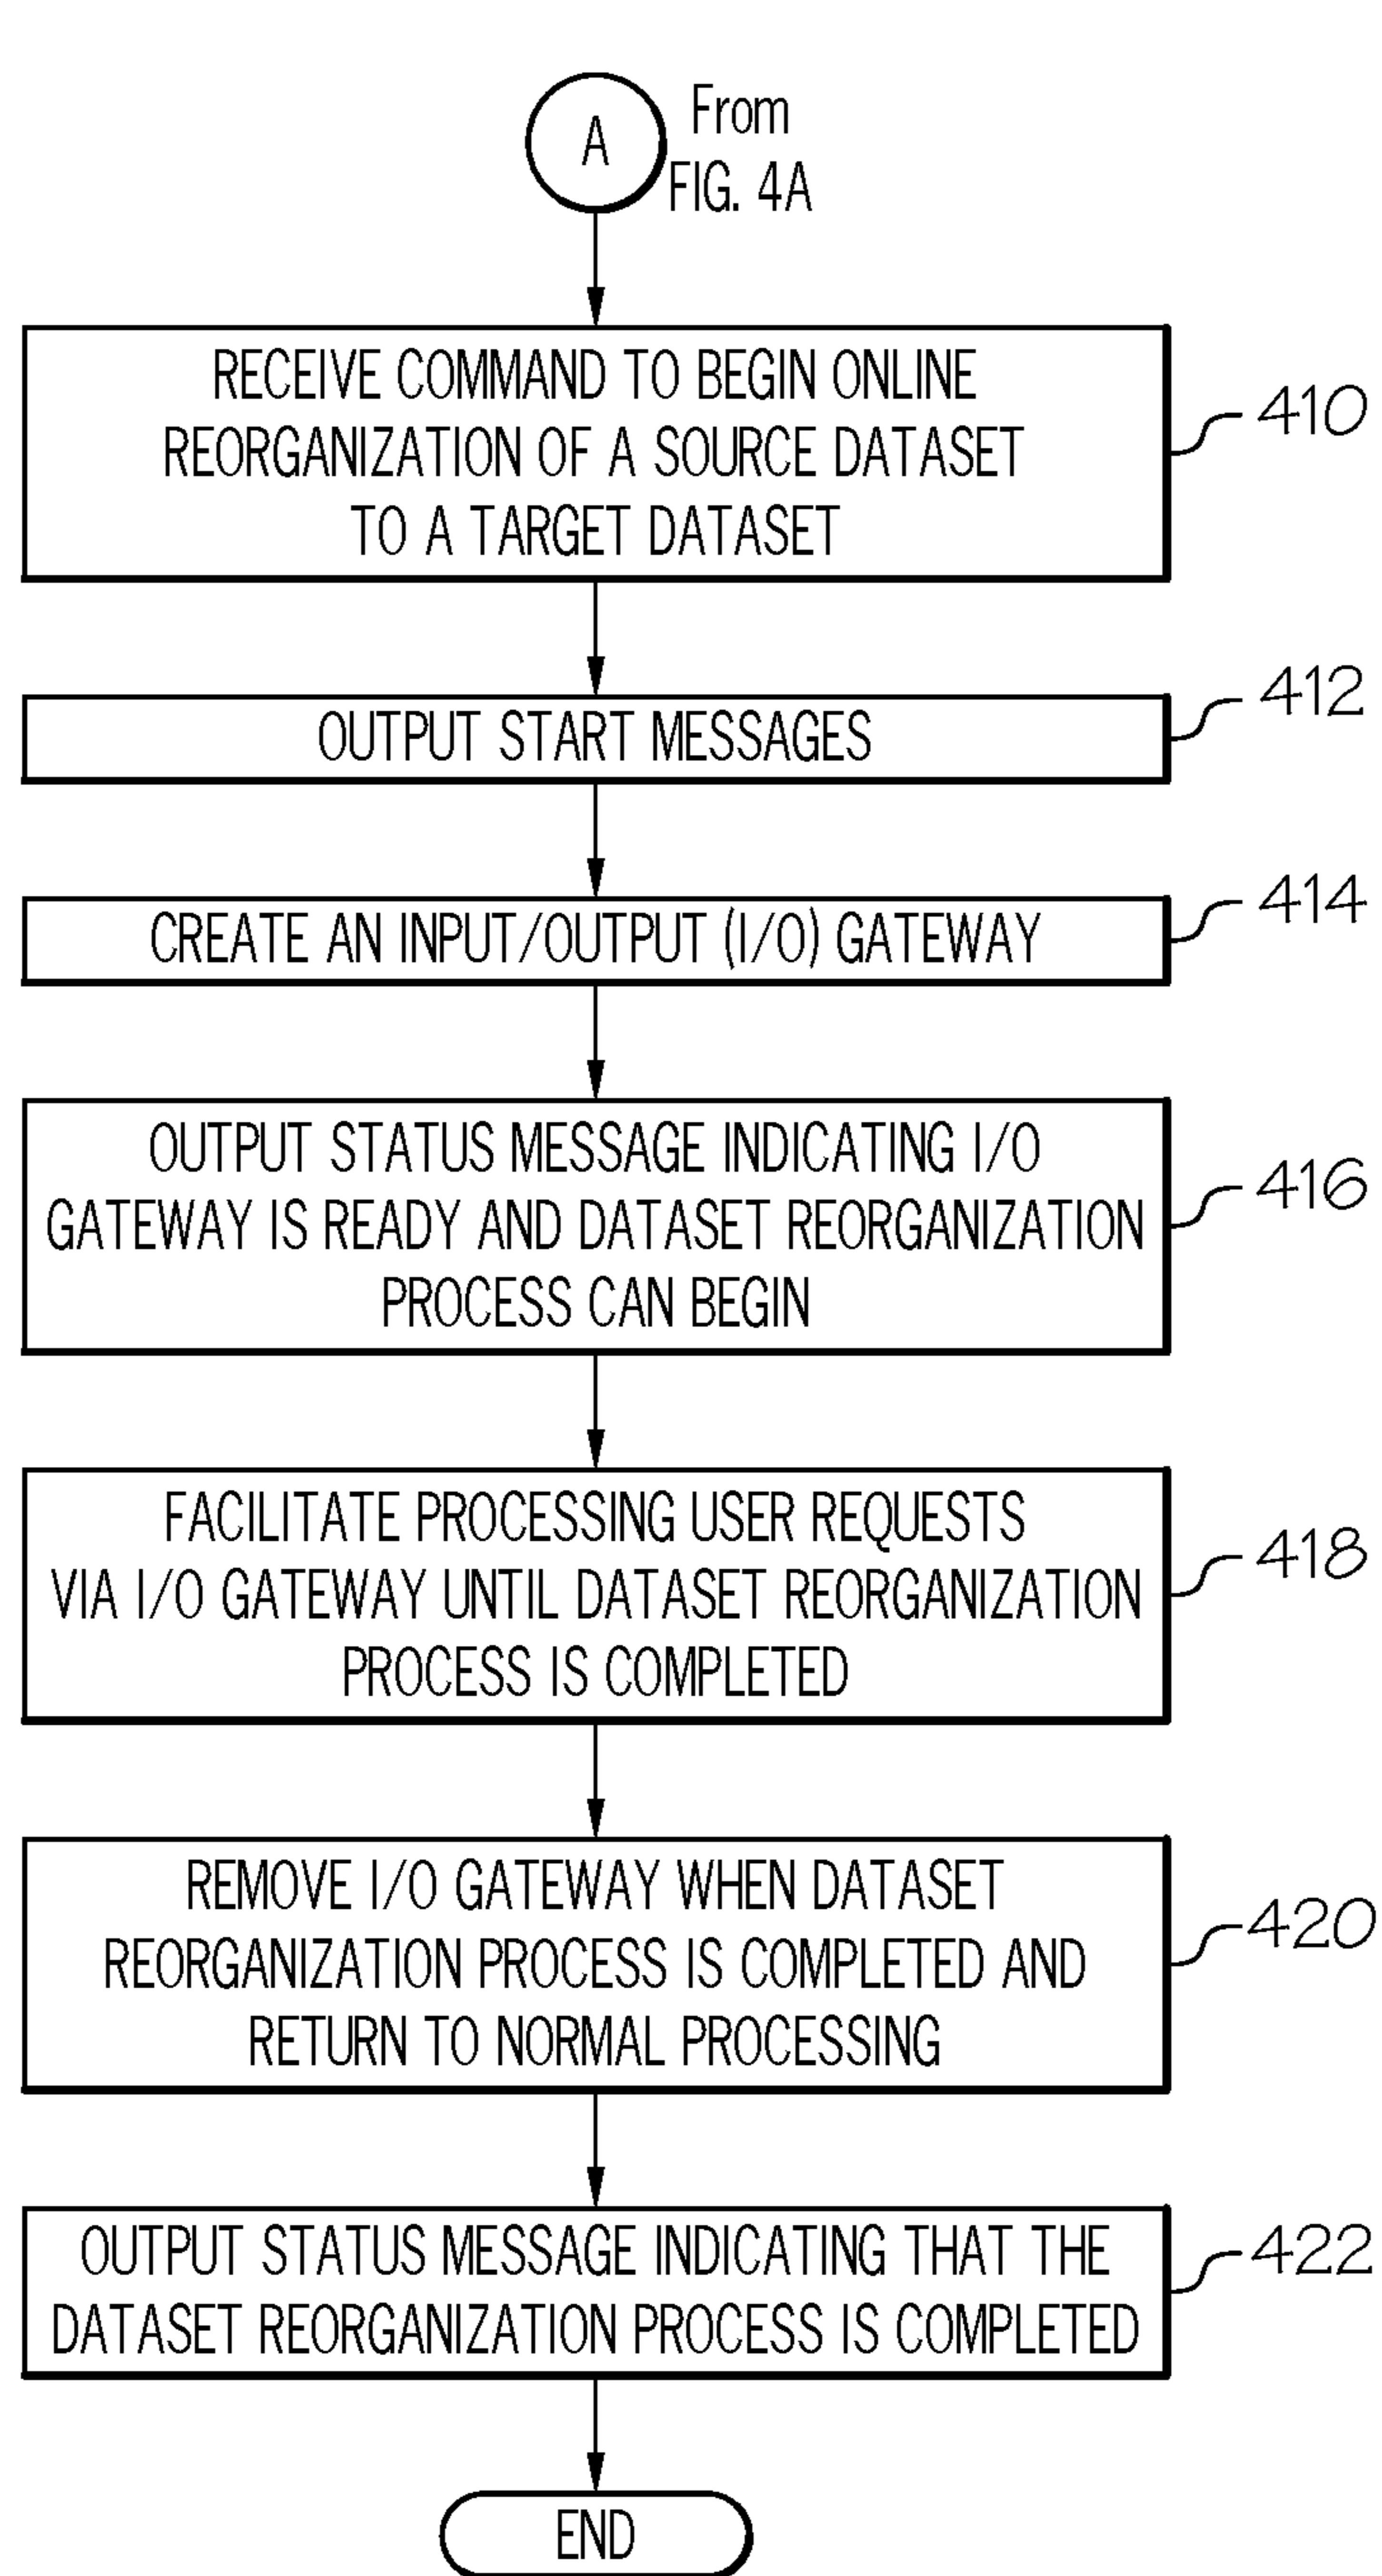 A
From
FIG. 4A
RECEIVE COMMAND TO BEGIN ONLINE
REORGANIZATION OF A SOURCE DATASET
TO A TARGET DATASET
410
OUTPUT START MESSAGES
412
CREATE AN INPUT/OUTPUT (I/O) GATEWAY
414
OUTPUT STATUS MESSAGE INDICATING I/O
GATEWAY IS READY AND DATASET REORGANIZATION
PROCESS CAN BEGIN
416
FACILITATE PROCESSING USER REQUESTS
VIA I/O GATEWAY UNTIL DATASET REORGANIZATION
PROCESS IS COMPLETED
418
REMOVE I/O GATEWAY WHEN DATASET
REORGANIZATION PROCESS IS COMPLETED AND
RETURN TO NORMAL PROCESSING
420
OUTPUT STATUS MESSAGE INDICATING THAT THE
DATASET REORGANIZATION PROCESS IS COMPLETED
422
END